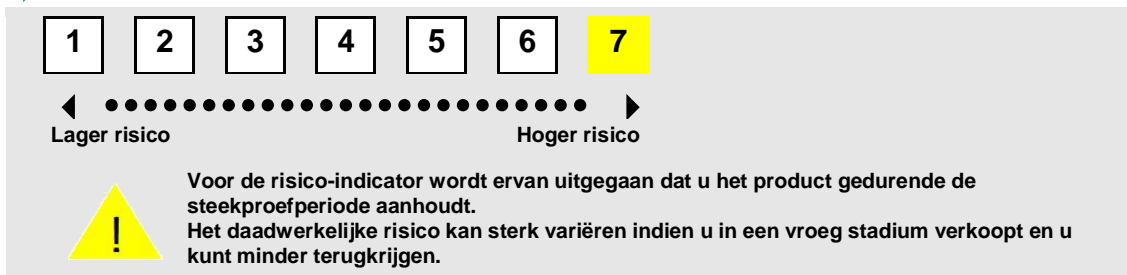 1 2 3 4 5 6 7
Lager risico Hoger risico
Voor de risico-indicator wordt ervan uitgegaan dat u het product gedurende de
steekproefperiode aanhoudt.
Het daadwerkelijke risico kan sterk variëren indien u in een vroeg stadium verkoopt en u
kunt minder terugkrijgen.
!